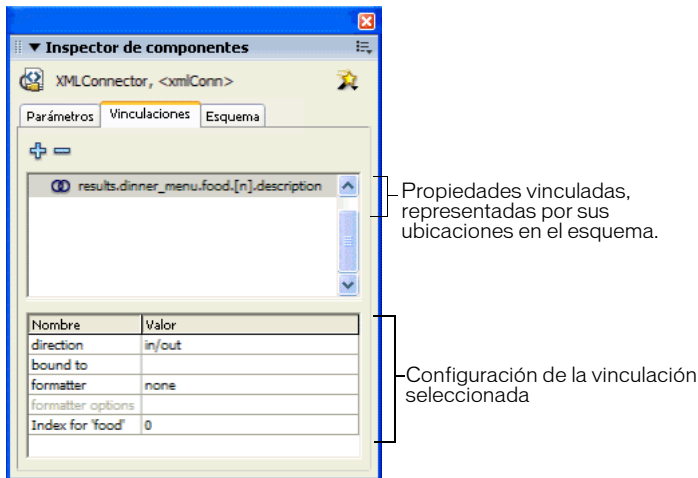 Inspector de componentes
XMLConnector, <xmlConn>
Parámetros Vinculaciones Esquema
results.dinner_menu.food.[n].description
Propiedades vinculadas,
representadas por sus
ubicaciones en el esquema.
Nombre Valor
direction in/out
bound to
formatter none
formatter options
Index for 'food' 0
Configuración de la vinculación
seleccionada